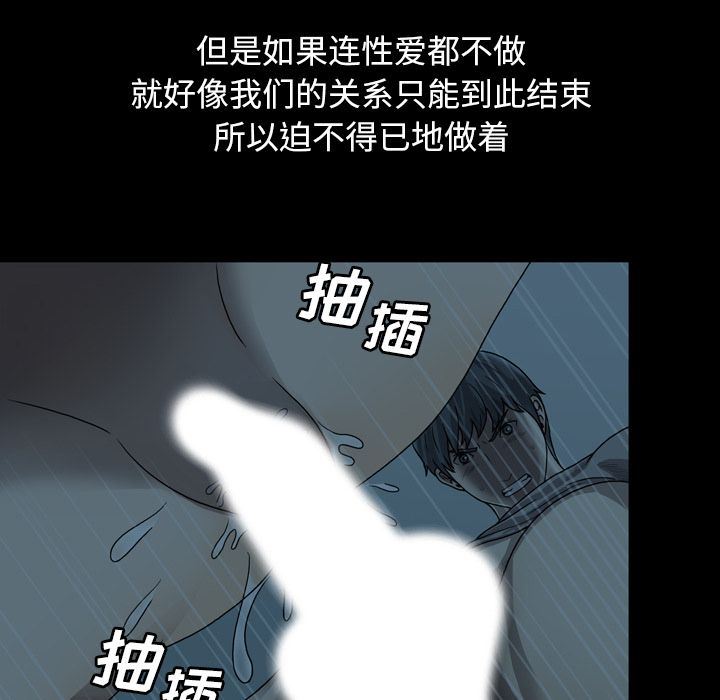 但是如果连性爱都不做
就好像我们的关系只能到此结束
所以迫不得已地做着
抽插
抽插